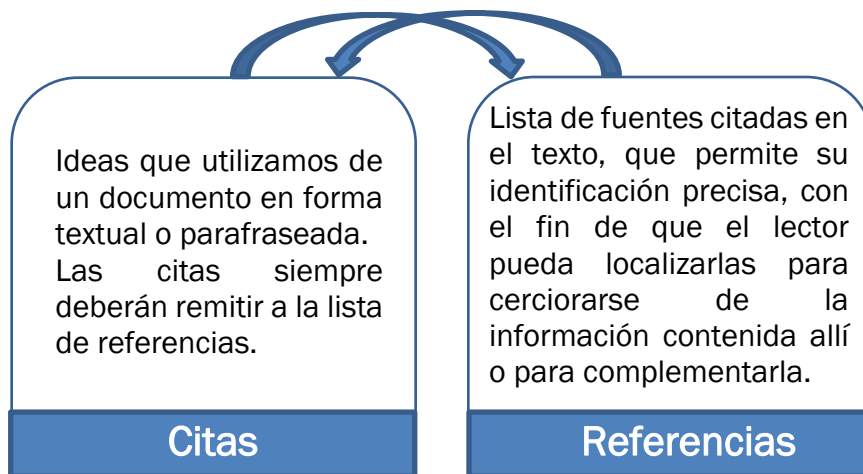 Ideas que utilizamos de
un documento en forma
textual o parafraseada.
Las citas siempre
deberán remitir a la lista
de referencias.
Citas
Lista de fuentes citadas en
el texto, que permite su
identificación precisa, con
el fin de que el lector
pueda localizarlas para
cerciorarse de la
información contenida allí
o para complementarla.
Referencias